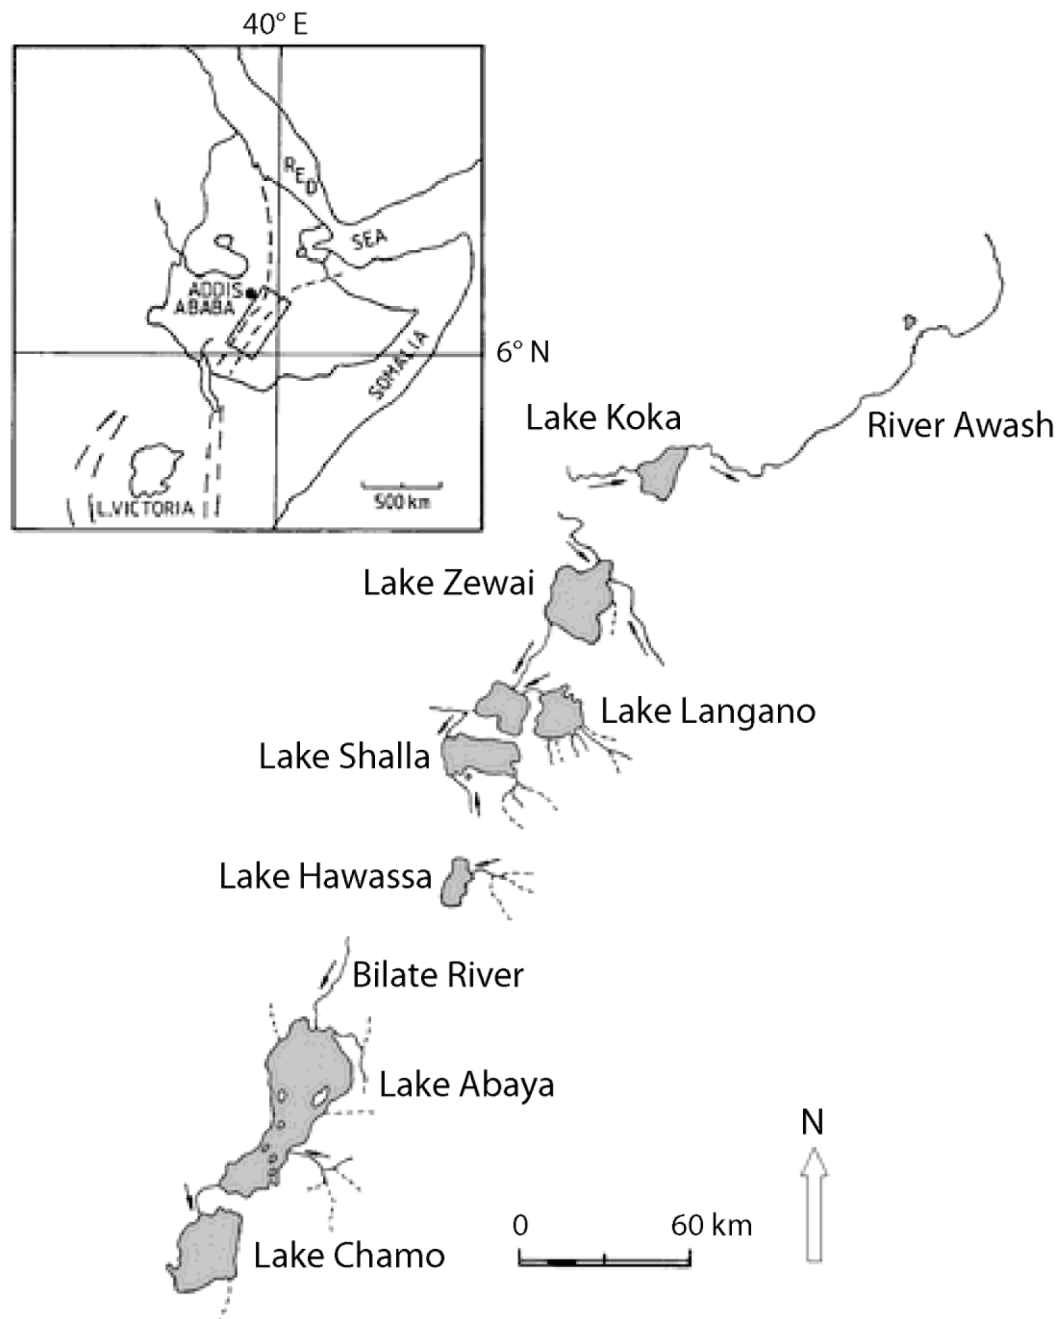 40° E
RED
SEA
ADDIS
ABABA
6° N
SOMALIA
L.VICTORIA
500 km
Lake Koka
River Awash
Lake Zewai
Lake Langano
Lake Shalla
Lake Hawassa
Bilate River
Lake Abaya
N
0 60 km
Lake Chamo